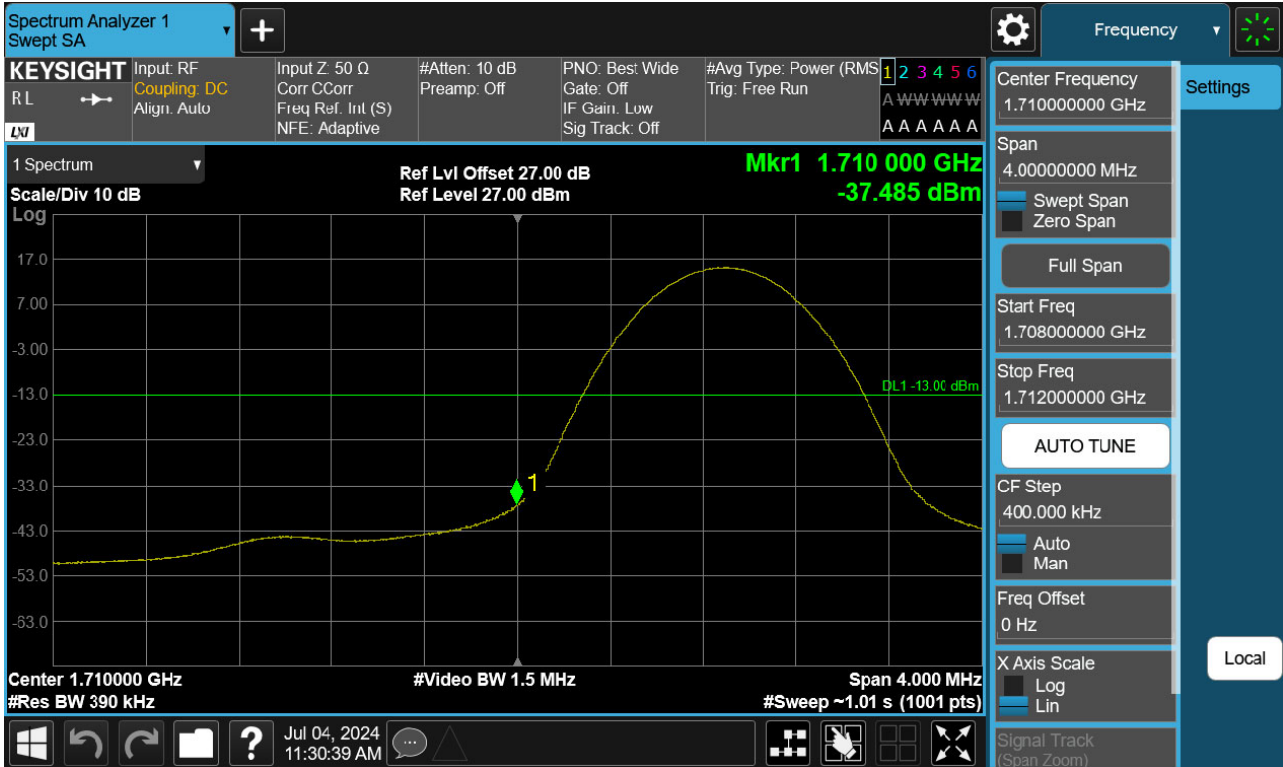 Spectrum Analyzer 1
Swept SA
+
Frequency
KEYSIGHT
RL
LXI
Input: RF
Coupling: DC
Align: Auto
Input Z: 50 Ω
Corr CCorr
Freq Ref: Int (S)
NFE: Adaptive
#Atten: 10 dB
Preamp: Off
PNO: Best Wide
Gate: Off
IF Gain: Low
Sig Track: Off
#Avg Type: Power (RMS
Trig: Free Run
1 2 3 4 5 6
A W W W W W
A A A A A A
1 Spectrum
Scale/Div 10 dB
Log
Ref Lvl Offset 27.00 dB
Ref Level 27.00 dBm
Mkr1 1.710 000 GHz
-37.485 dBm
17.0
7.00
-3.00
-13.0
-23.0
-33.0
-43.0
-53.0
-63.0
DL1 -13.00 dBm
1
Center 1.710000 GHz
#Res BW 390 kHz
#Video BW 1.5 MHz
Span 4.000 MHz
#Sweep ~1.01 s (1001 pts)
Center Frequency
1.710000000 GHz
Span
4.00000000 MHz
Swept Span
Zero Span
Full Span
Start Freq
1.708000000 GHz
Stop Freq
1.712000000 GHz
AUTO TUNE
CF Step
400.000 kHz
Auto
Man
Freq Offset
0 Hz
X Axis Scale
Log
Lin
Signal Track
(Span Zoom)
Settings
Local
?
Jul 04, 2024
11:30:39 AM